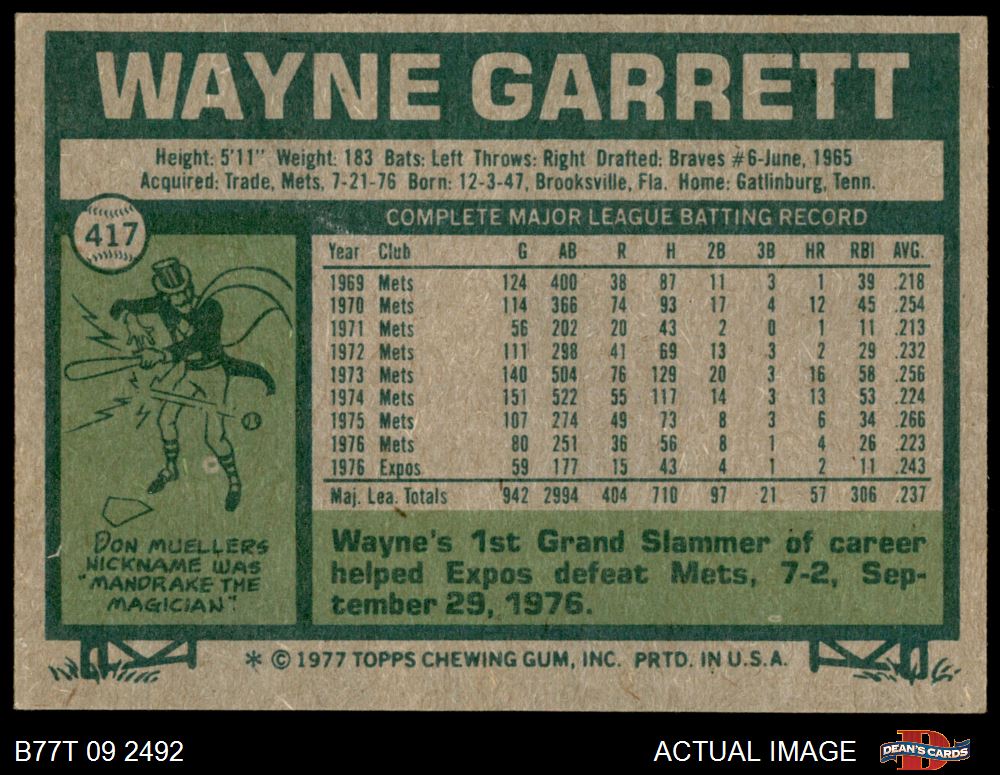 WAYNE GARRETT
Height: 5'11" Weight: 183 Bats: Left Throws: Right Drafted: Braves #6-June, 1965
Acquired: Trade, Mets, 7-21-76 Born: 12-3-47, Brooksville, Fla. Home: Gatlinburg, Tenn.
417
COMPLETE MAJOR LEAGUE BATTING RECORD
Year Club G AB R H 2B 3B HR RBI AVG.
1969 Mets 124 400 38 87 11 3 1 39 .218
1970 Mets 114 366 74 93 17 4 12 45 .254
1971 Mets 56 202 20 43 2 0 1 11 .213
1972 Mets 111 298 41 69 13 3 2 29 .232
1973 Mets 140 504 76 129 20 3 16 58 .256
1974 Mets 151 522 55 117 14 3 13 53 .224
1975 Mets 107 274 49 73 8 3 6 34 .266
1976 Mets 80 251 36 56 8 1 4 26 .223
1976 Expos 59 177 15 43 4 1 2 11 .243
Maj. Lea. Totals 942 2994 404 710 97 21 57 306 .237
DON MUELLERS
NICKNAME WAS
"MANDRAKE THE
MAGICIAN".
Wayne's 1st Grand Slammer of career
helped Expos defeat Mets, 7-2, Sep-
tember 29, 1976.
* © 1977 TOPPS CHEWING GUM, INC. PRTD. IN U.S.A.
B77T 09 2492
ACTUAL IMAGE
D
DEAN'S CARDS